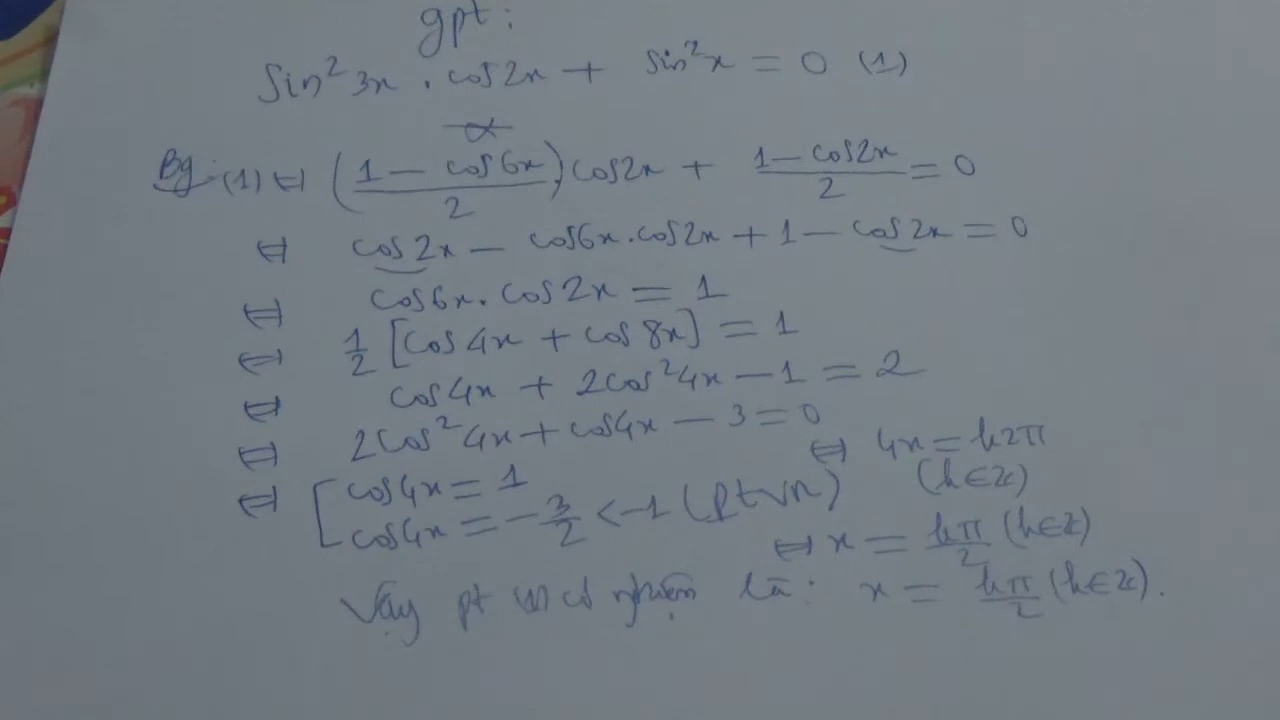 gpt:
sin²3x . cos2x + sin²x = 0 (1)
Bg: (1) ⇔ (1 - cos6x / 2) cos2x + 1 - cos2x / 2 = 0
⇔ cos2x - cos6x.cos2x + 1 - cos2x = 0
⇔ cos6x. cos2x = 1
⇔ 1/2 [cos4x + cos8x] = 1
⇔ cos4x + 2cos²4x - 1 = 2
⇔ 2cos²4x + cos4x - 3 = 0
⇔ [ cos4x = 1 ⇔ 4x = k2π
cos4x = -3/2 < -1 (ptvn) (k∈Z)
⇔ x = kπ/2 (k∈Z)
Vậy pt (1) có nghiệm là: x = kπ/2 (k∈Z).